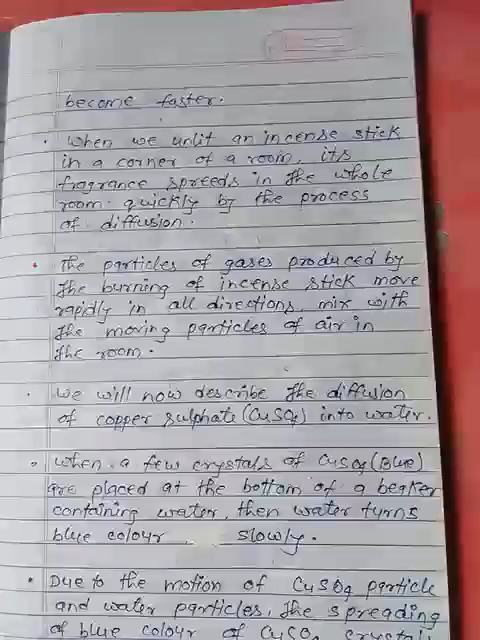 become faster.
• when we unlit an incense stick
in a corner of a room, its
fragrance spreeds in the whole
room quickly by the process
of diffusion.
• The particles of gases produced by
the burning of incense stick move
rapidly in all directions, mix with
the moving particles of air in
the room.
• we will now describe the diffusion
of copper sulphate (CuSO4) into water.
• when a few crystals of CuSO4 (Blue)
are placed at the bottom of a beaker
containing water, then water turns
blue colour slowly.
• Due to the motion of CuSO4 particle
and water particles, the spreading
of blue colour of CuSO4 crystal